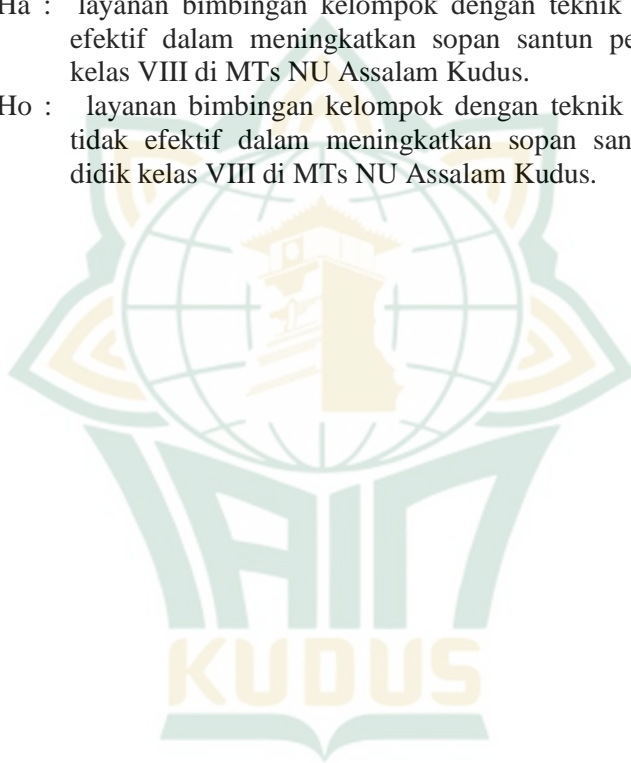 Ha : layanan bimbingan kelompok dengan teknik
efektif dalam meningkatkan sopan santun
kelas VIII di MTs NU Assalam Kudus.
Ho : layanan bimbingan kelompok dengan teknik
tidak efektif dalam meningkatkan sopan
didik kelas VIII di MTs NU Assalam Kudus.
IAIN
KUDUS